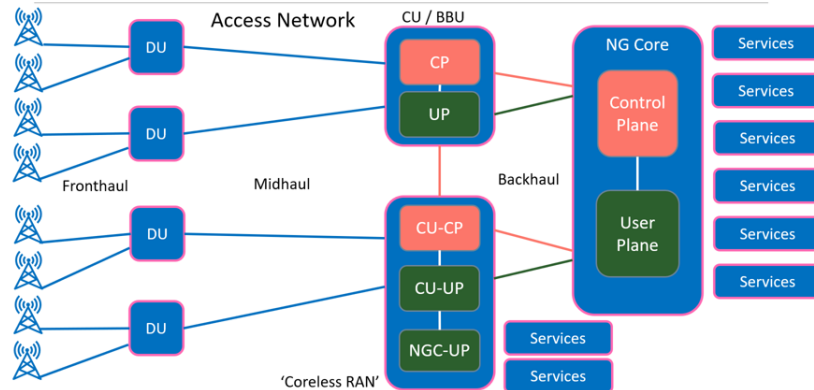 Access Network
CU / BBU
DU
CP
NG Core
Services
Services
UP
Control
Plane
DU
Services
Fronthaul
Midhaul
Backhaul
Services
DU
CU-CP
User
Plane
Services
CU-UP
Services
DU
NGC-UP
Services
'Coreless RAN'
Services